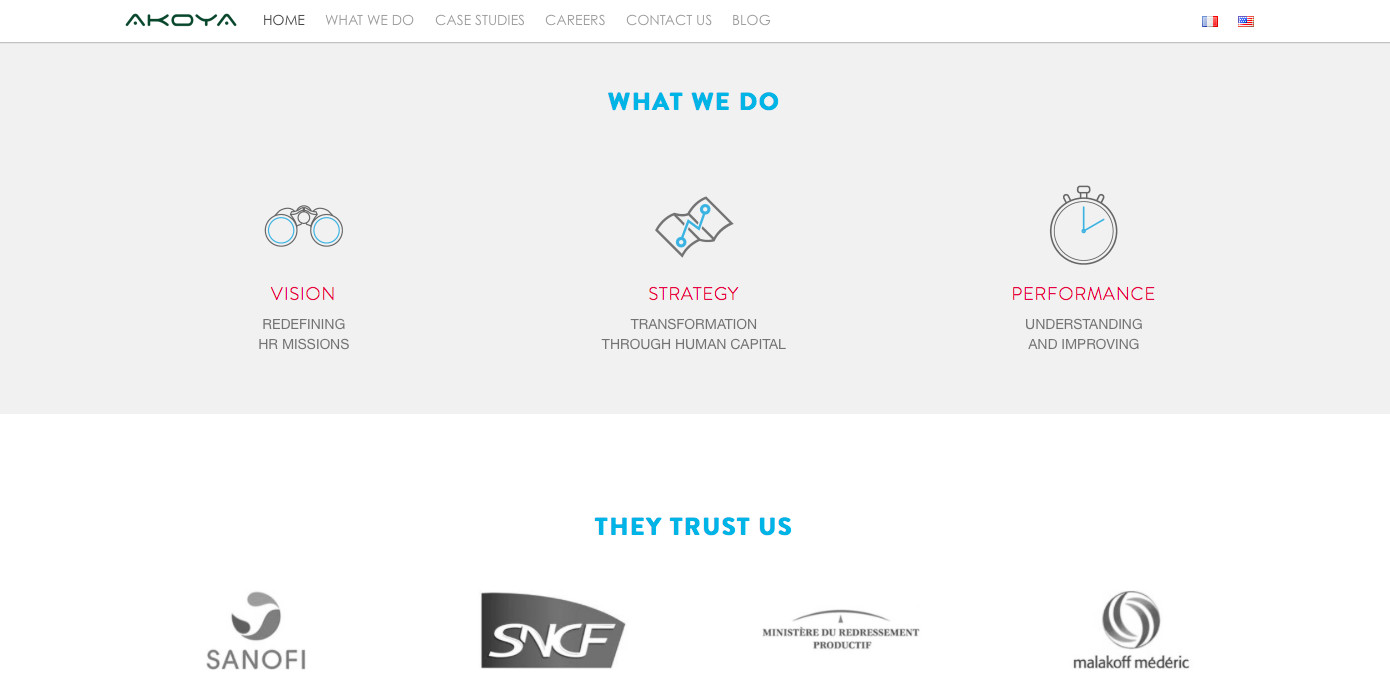 AKOYA HOME WHAT WE DO CASE STUDIES CAREERS CONTACT US BLOG
WHAT WE DO
VISION
REDEFINING
HR MISSIONS
STRATEGY
TRANSFORMATION
THROUGH HUMAN CAPITAL
PERFORMANCE
UNDERSTANDING
AND IMPROVING
THEY TRUST US
SANOFI
SNCF
MINISTÈRE DU REDRESSEMENT
PRODUCTIF
malakoff médéric